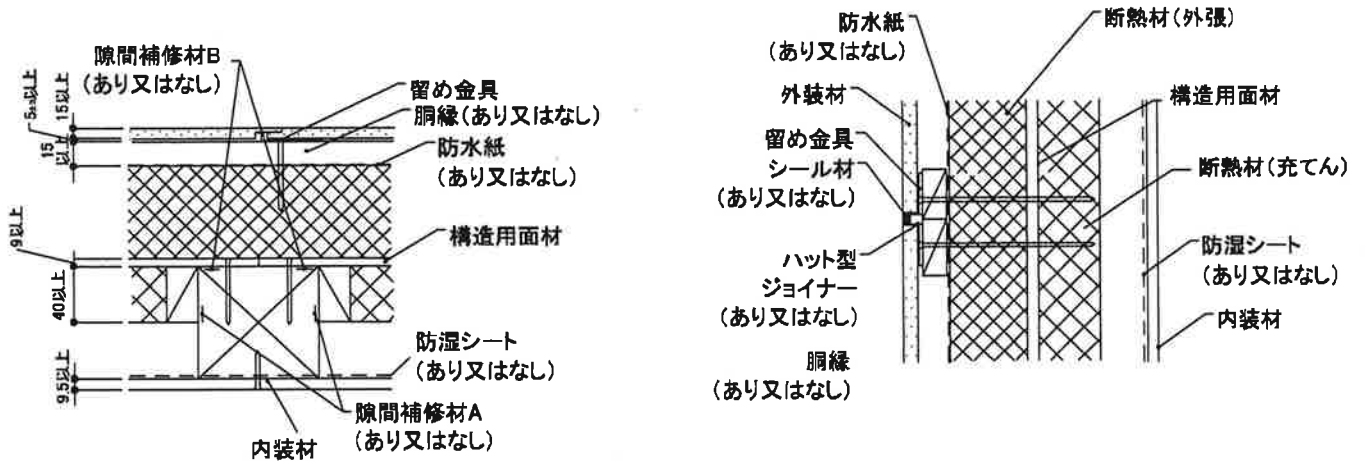 隙間補修材B
(あり又はなし)
留め金具
胴縁(あり又はなし)
防水紙
(あり又はなし)
構造用面材
防湿シート
(あり又はなし)
隙間補修材A
(あり又はなし)
内装材
15以上
15
以上
9以上
40以上
9.5以上
防水紙
(あり又はなし)
断熱材(外張)
外装材
構造用面材
留め金具
シール材
(あり又はなし)
断熱材(充てん)
ハット型
ジョイナー
(あり又はなし)
防湿シート
(あり又はなし)
内装材
胴縁
(あり又はなし)